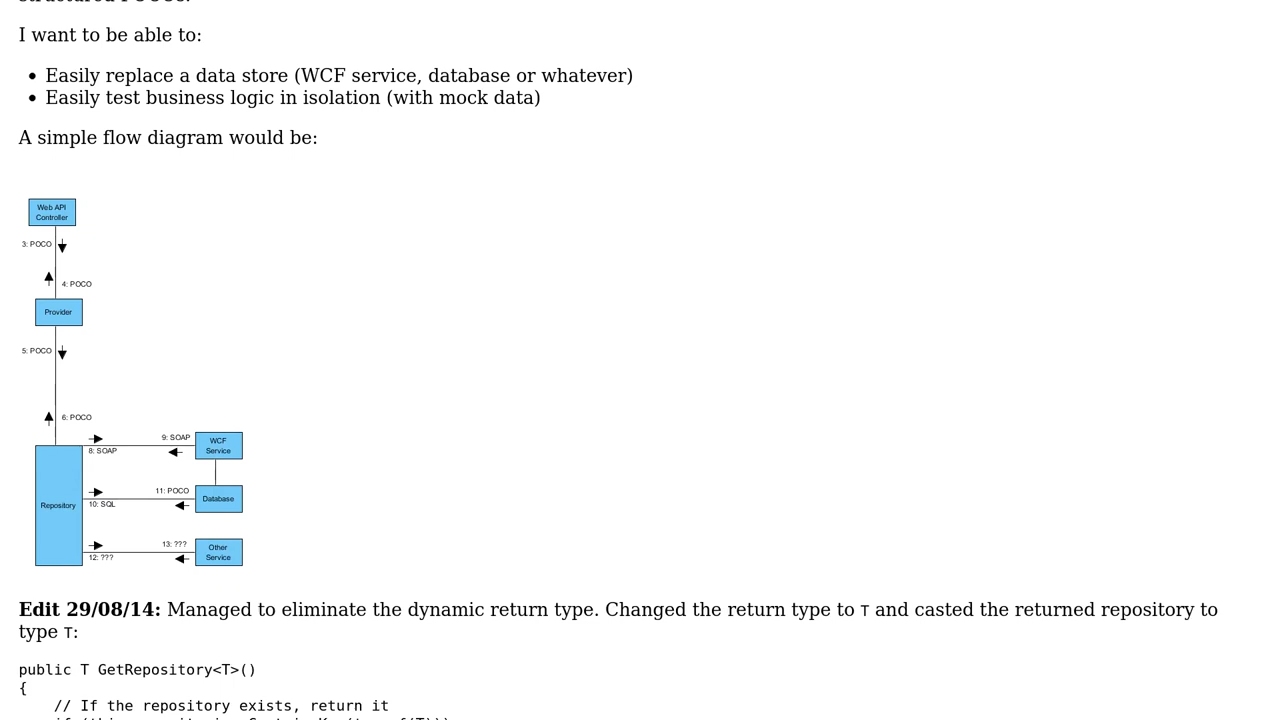 I want to be able to:
Easily replace a data store (WCF service, database or whatever)
Easily test business logic in isolation (with mock data)
A simple flow diagram would be:
Web API
Controller
3: POCO
4: POCO
Provider
5: POCO
6: POCO
9: SOAP
WCF
Service
8: SOAP
11: POCO
Database
Repository
10: SQL
13: ???
Other
Service
12: ???
Edit 29/08/14: Managed to eliminate the dynamic return type. Changed the return type to T and casted the returned repository to
type T:
public T GetRepository<T>()
{
// If the repository exists, return it